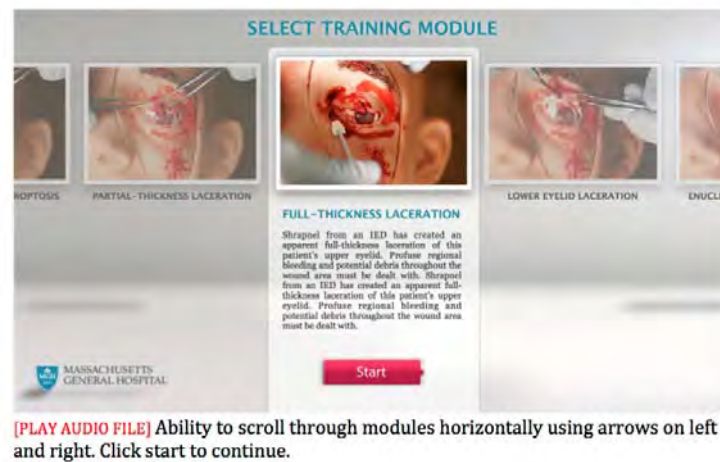 SELECT TRAINING MODULE
PARTIAL-THICKNESS LACERATION
LOWER EYELID LACERATION
FULL-THICKNESS LACERATION
Shrapnel from an IED has created an
apparent full-thickness laceration of this
patient's upper eyelid. Profuse regional
bleeding and potential debris throughout the
wound area must be dealt with. Shrapnel
from an IED has created an apparent full-
thickness laceration of this patient's upper
eyelid. Profuse regional bleeding and
potential debris throughout the wound area
must be dealt with.
MASSACHUSETTS
GENERAL HOSPITAL
Start
[PLAY AUDIO FILE] Ability to scroll through modules horizontally using arrows on left
and right. Click start to continue.